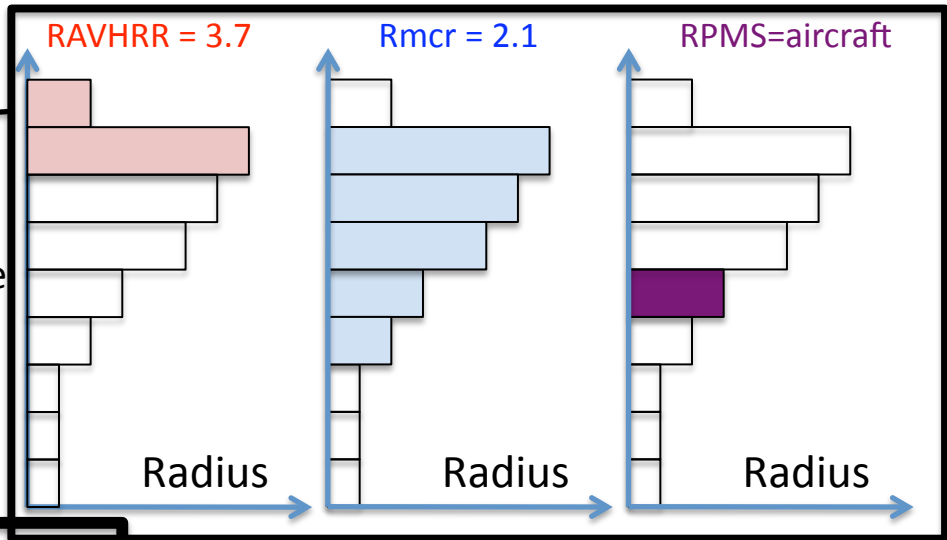 RAVHRR = 3.7
Rmcr = 2.1
RPMS=aircraft
e
Radius
Radius
Radius